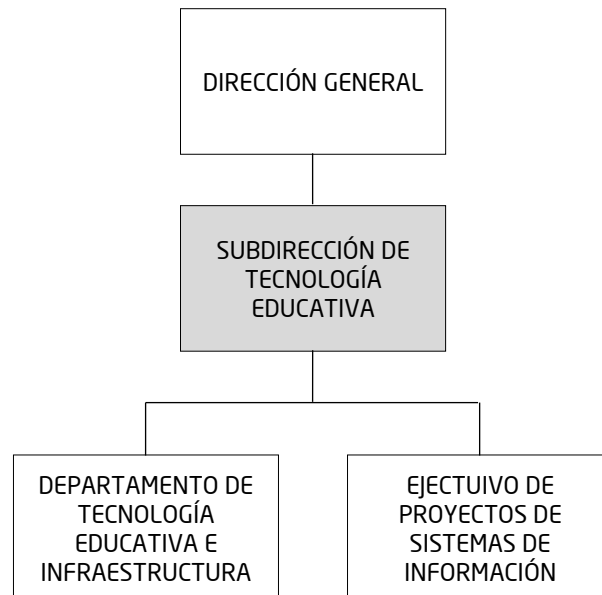 DIRECCIÓN GENERAL
SUBDIRECCIÓN DE
TECNOLOGÍA
EDUCATIVA
DEPARTAMENTO DE
TECNOLOGÍA
EDUCATIVA E
INFRAESTRUCTURA
EJECTUIVO DE
PROYECTOS DE
SISTEMAS DE
INFORMACIÓN